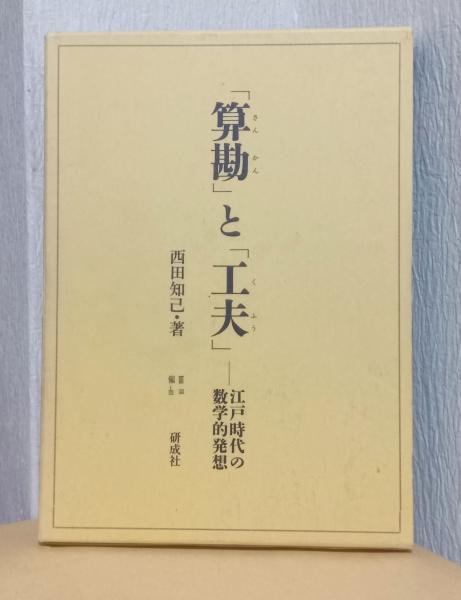 「算勘」と「工夫」
さんかん
くふう
──江戸時代の
数学的発想
西田知己・著
研成社